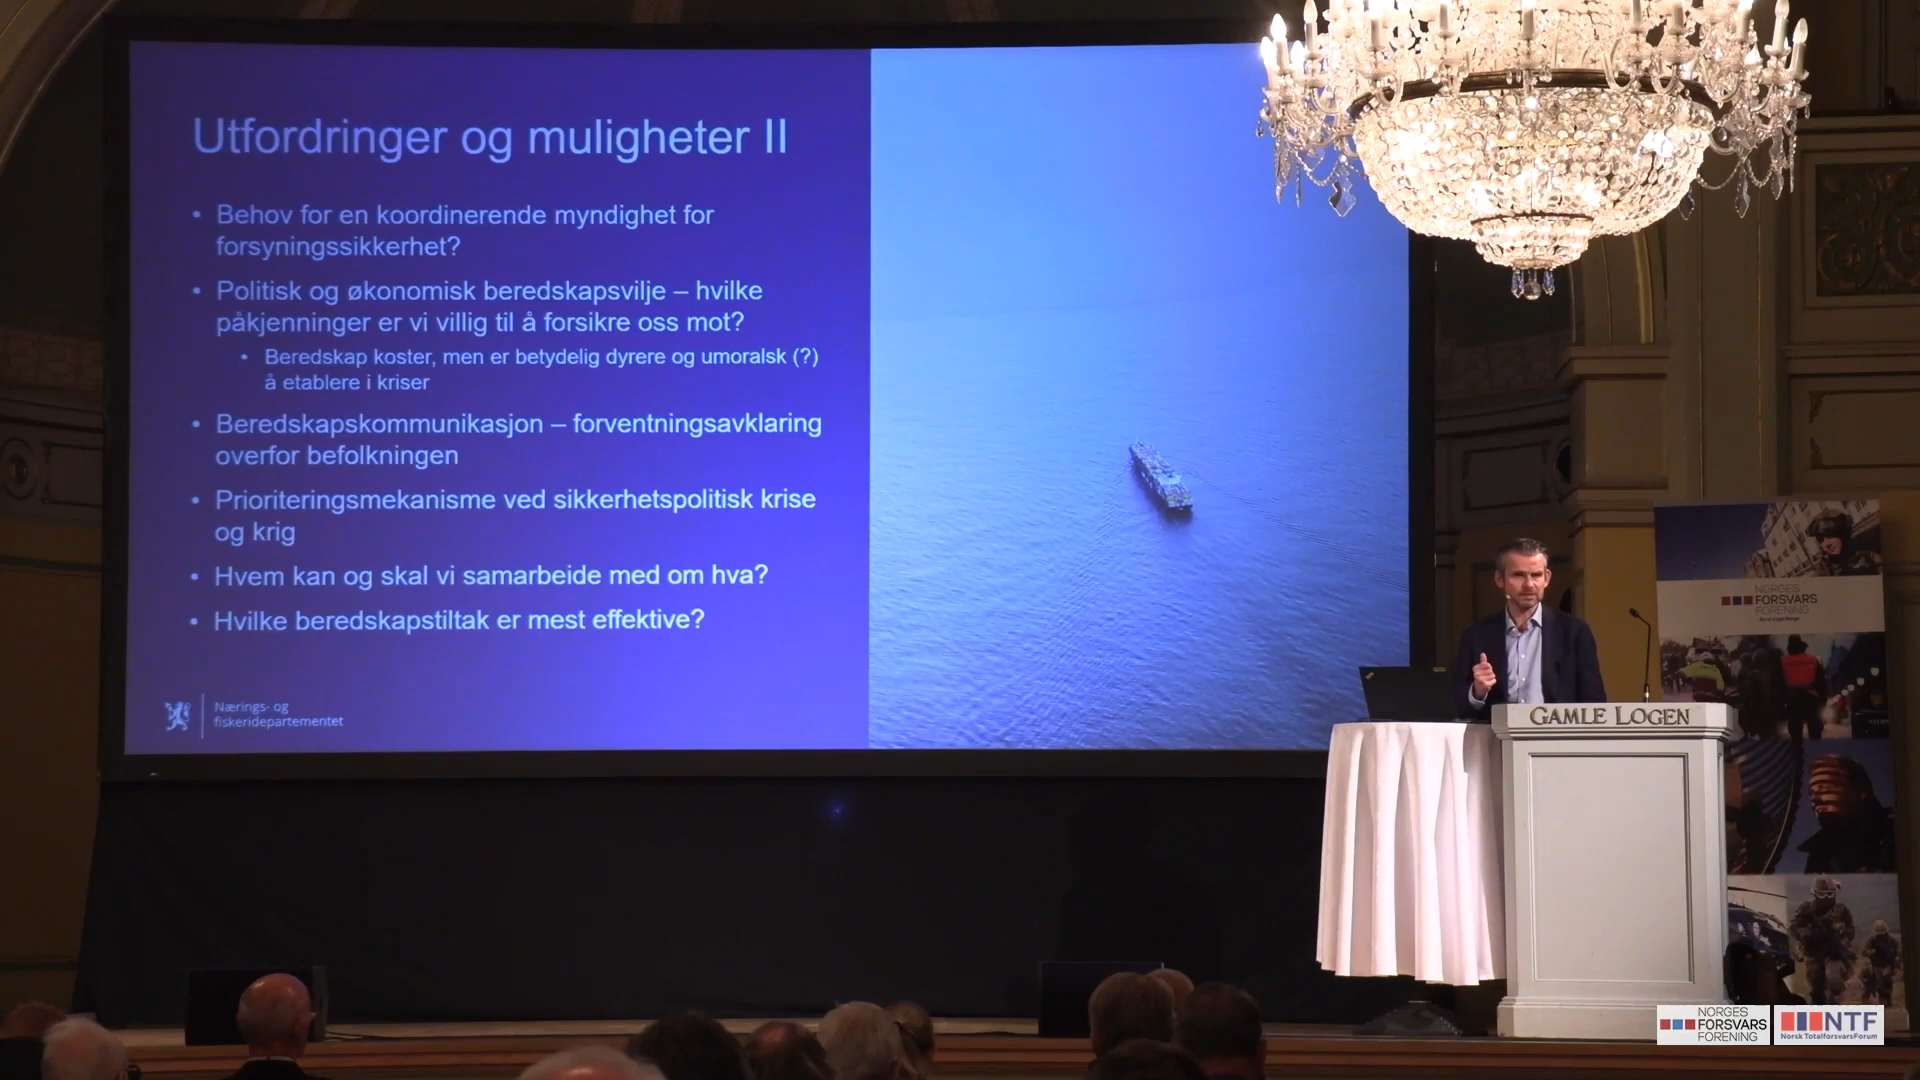 Utfordringer og muligheter II
• Behov for en koordinerende myndighet for
forsyningssikkerhet?
• Politisk og økonomisk beredskapsvilje – hvilke
påkjenninger er vi villig til å forsikre oss mot?
• Beredskap koster, men er betydelig dyrere og umoralsk (?)
å etablere i kriser
• Beredskapskommunikasjon – forventningsavklaring
overfor befolkningen
• Prioriteringsmekanisme ved sikkerhetspolitisk krise
og krig
• Hvem kan og skal vi samarbeide med om hva?
• Hvilke beredskapstiltak er mest effektive?
Nærings- og
fiskeridepartementet
NORGES
FORSVARS
FORENING
GAMLE LOGEN
NORGES
FORSVARS
FORENING
NTF
Norsk TotalforsvarsForum